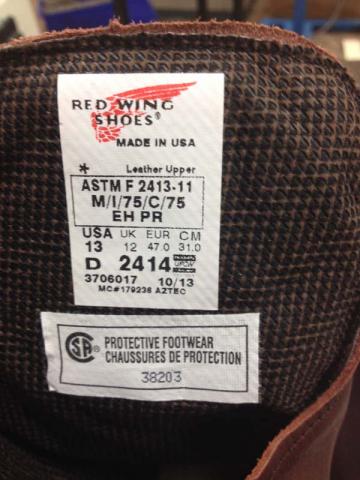 RED WING
SHOES®
MADE IN USA
* Leather Upper
ASTM F 2413-11
M/I/75/C/75
EH PR
USA UK EUR CM
13 12 47.0 31.0
D 2414
3706017 10/13
MC#179236 AZTEC
CSA® PROTECTIVE FOOTWEAR
CHAUSSURES DE PROTECTION
38203